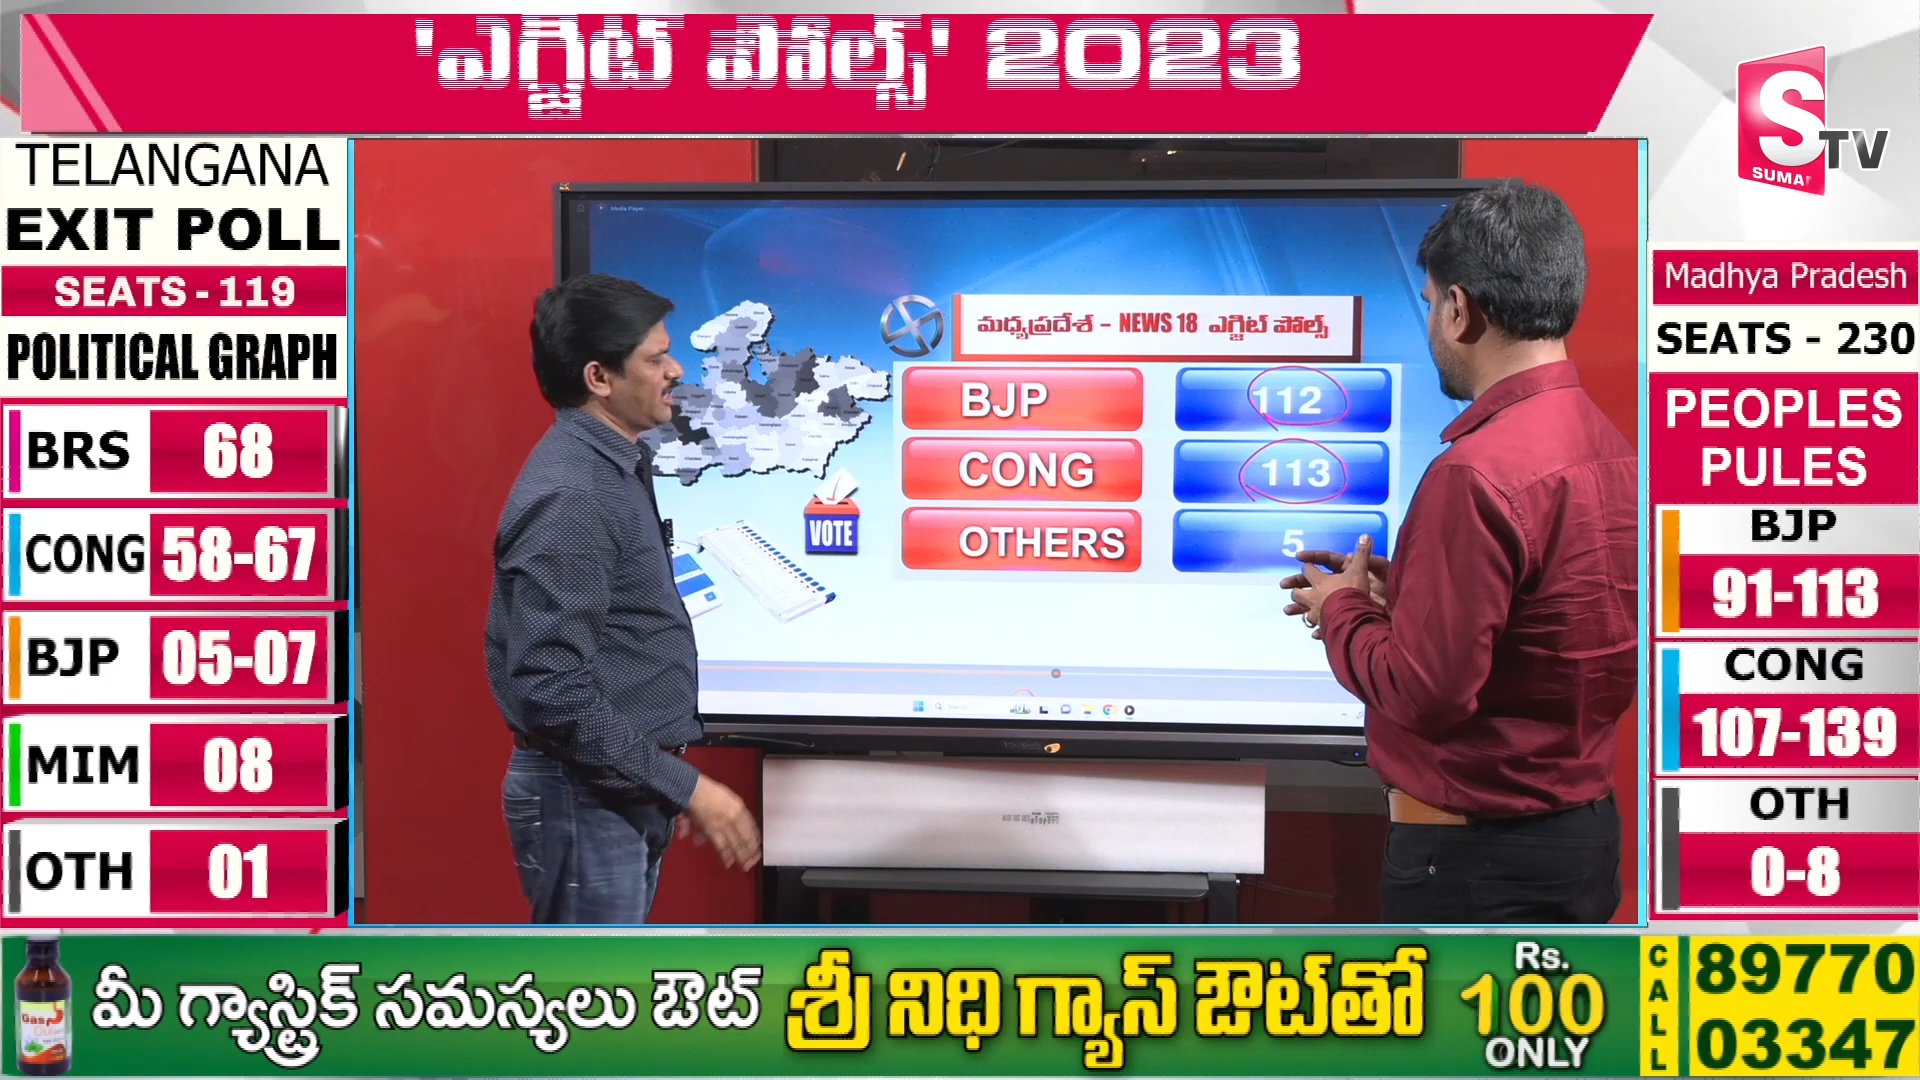 'ఎగ్జిట్ పోల్స్' 2023
S TV
SUMAN
TELANGANA
EXIT POLL
SEATS - 119
POLITICAL GRAPH
BRS 68
CONG 58-67
BJP 05-07
MIM 08
OTH 01
Media Player
మధ్యప్రదేశ్ - NEWS 18 ఎగ్జిట్ పోల్స్
BJP 112
CONG 113
OTHERS 5
VOTE
Search
Madhya Pradesh
SEATS - 230
PEOPLES
PULES
BJP
91-113
CONG
107-139
OTH
0-8
మీ గ్యాస్ట్రిక్ సమస్యలు ఔట్ శ్రీ నిధి గ్యాస్ ఔట్‌తో
Rs.
100
ONLY
CALL
89770
03347